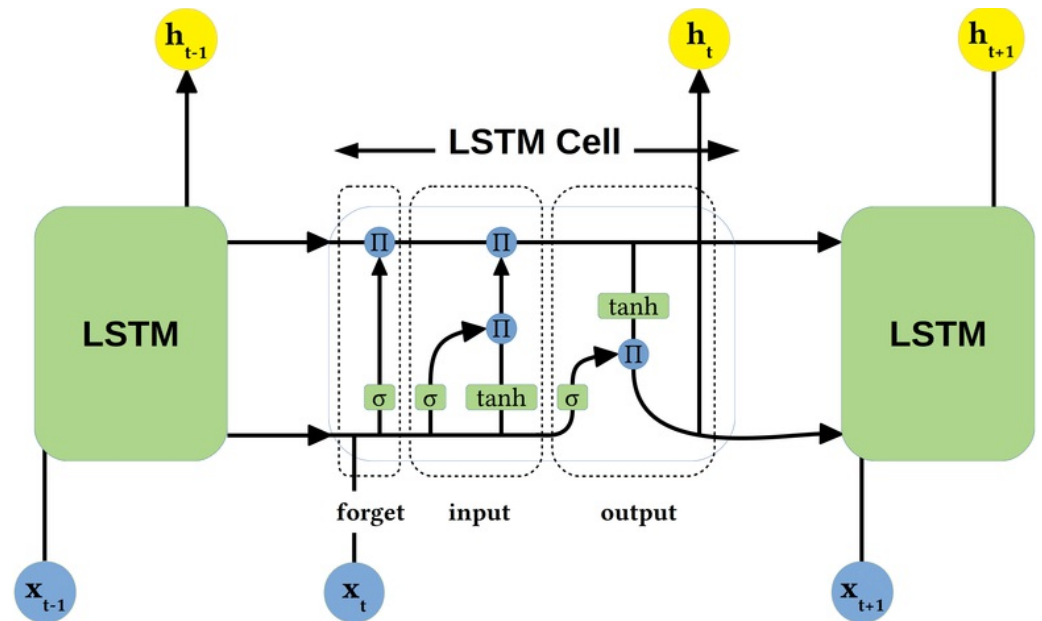 h t-1
h t
h t+1
LSTM Cell
Π
Π
LSTM
tanh
LSTM
Π
Π
σ
σ
tanh
σ
forget
input
output
x t-1
x t
x t+1